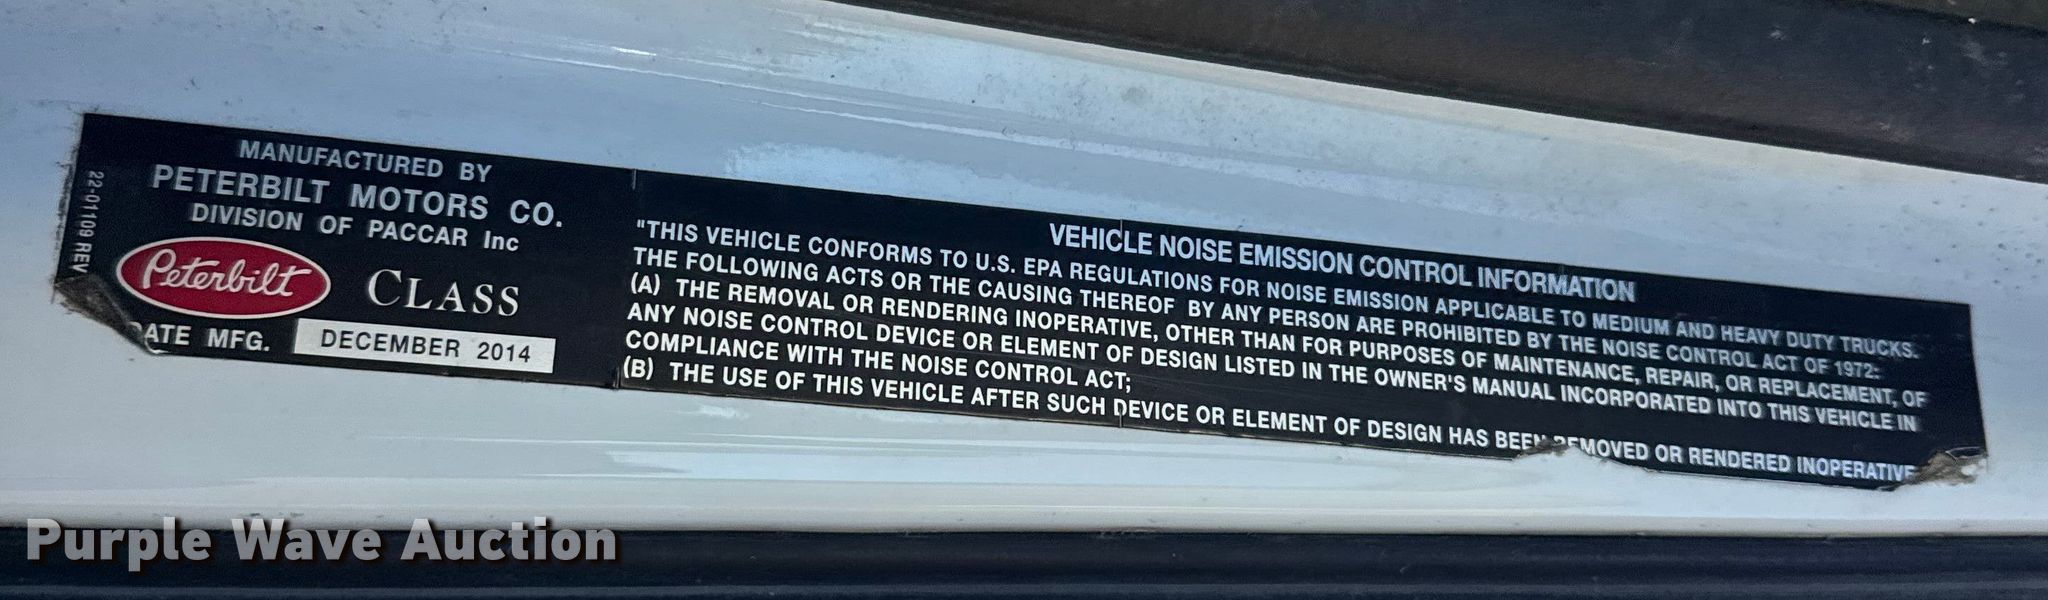 MANUFACTURED BY
PETERBILT MOTORS CO.
DIVISION OF PACCAR Inc
22-01109 REV
Peterbilt CLASS
DATE MFG. DECEMBER 2014
VEHICLE NOISE EMISSION CONTROL INFORMATION
"THIS VEHICLE CONFORMS TO U.S. EPA REGULATIONS FOR NOISE EMISSION APPLICABLE TO MEDIUM AND HEAVY DUTY TRUCKS.
THE FOLLOWING ACTS OR THE CAUSING THEREOF BY ANY PERSON ARE PROHIBITED BY THE NOISE CONTROL ACT OF 1972:
(A) THE REMOVAL OR RENDERING INOPERATIVE, OTHER THAN FOR PURPOSES OF MAINTENANCE, REPAIR, OR REPLACEMENT, OF
ANY NOISE CONTROL DEVICE OR ELEMENT OF DESIGN LISTED IN THE OWNER'S MANUAL INCORPORATED INTO THIS VEHICLE IN
COMPLIANCE WITH THE NOISE CONTROL ACT;
(B) THE USE OF THIS VEHICLE AFTER SUCH DEVICE OR ELEMENT OF DESIGN HAS BEEN REMOVED OR RENDERED INOPERATIVE
Purple Wave Auction